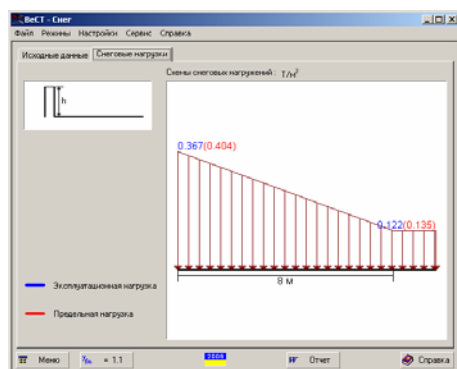 ВеСТ - Снег
Файл Режимы Настройки Сервис Справка
Исходные данные Снеговые нагрузки
Схемы снеговых нагружений : Т/м²
h
0.367(0.404)
0.122(0.135)
8 м
Эксплуатационная нагрузка
Предельная нагрузка
Меню = 1.1 Отчет Справка